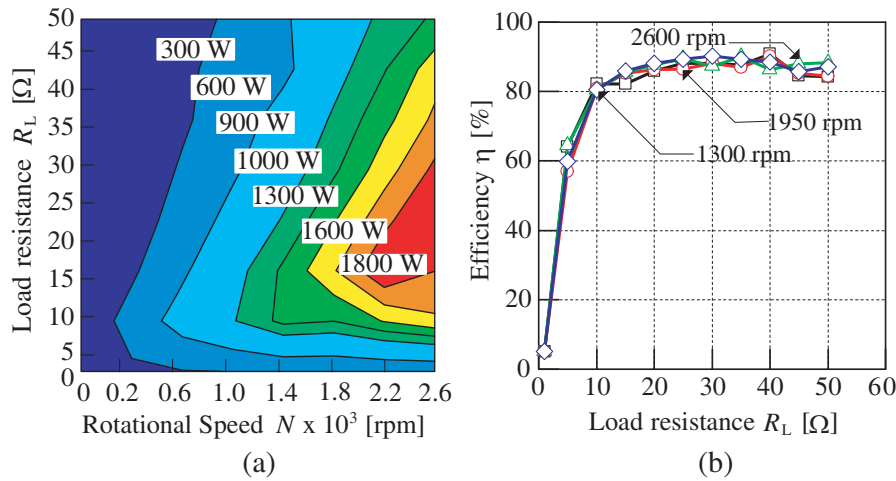 50
45
40
35
30
25
20
15
10
5
0
Load resistance R_L [Ω]
300 W
600 W
900 W
1000 W
1300 W
1600 W
1800 W
0 0.2 0.6 1.0 1.4 1.8 2.2 2.6
Rotational Speed N x 10³ [rpm]
(a)
100
80
60
40
20
0
Efficiency η [%]
2600 rpm
1950 rpm
1300 rpm
0 10 20 30 40 50 60
Load resistance R_L [Ω]
(b)